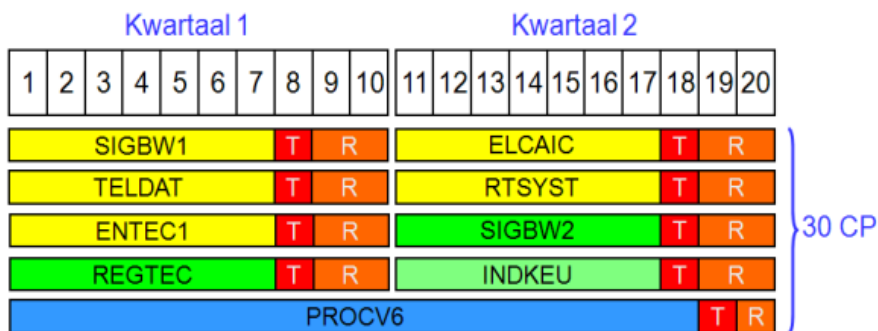 Kwartaal 1 Kwartaal 2
1 2 3 4 5 6 7 8 9 10 11 12 13 14 15 16 17 18 19 20
SIGBW1 T R ELCAIC T R
TELDAT T R RTSYST T R
ENTEC1 T R SIGBW2 T R
30 CP
REGTEC T R INDKEU T R
PROCV6 T R